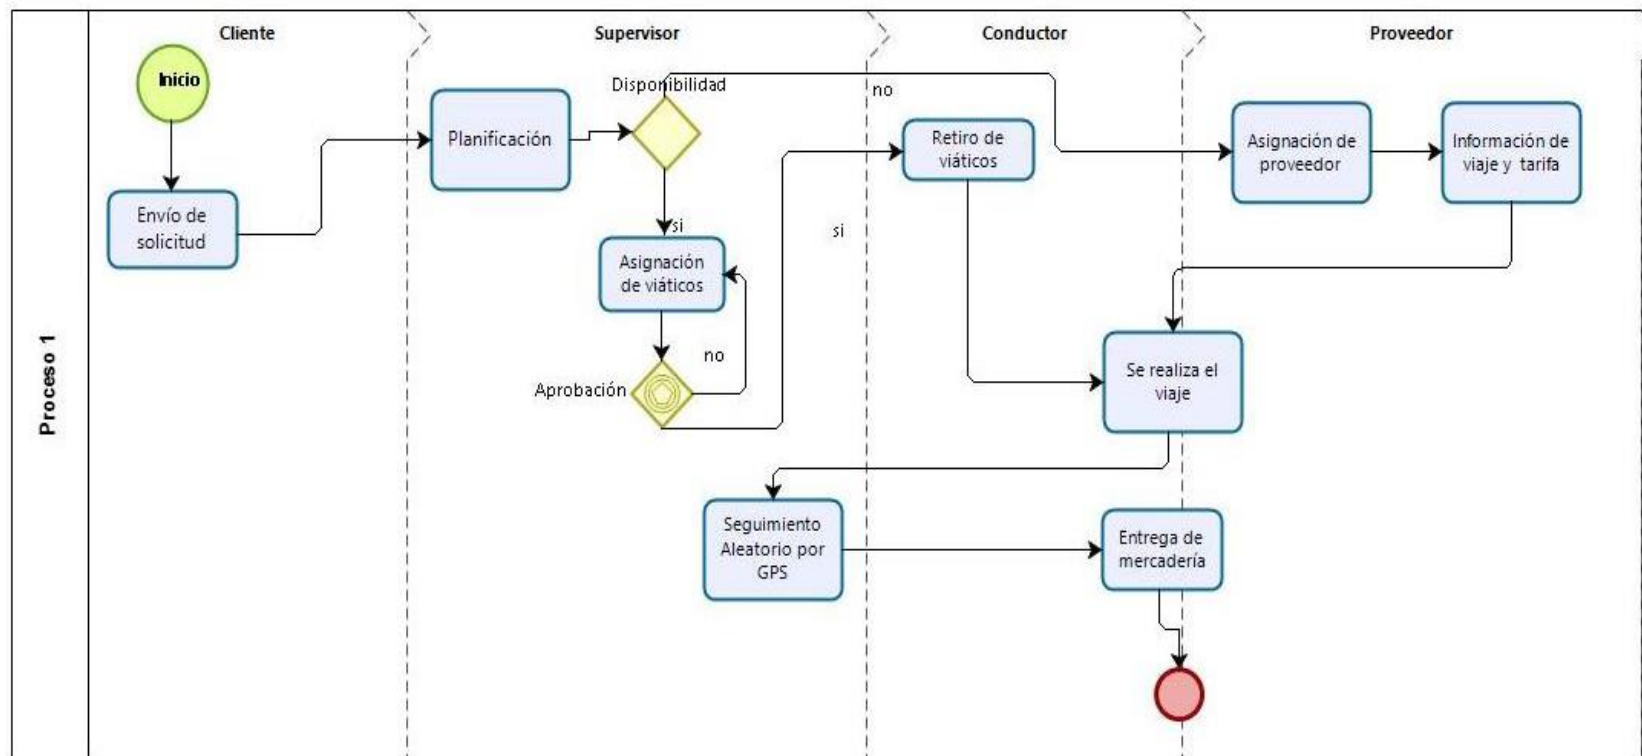 Proceso 1
Cliente
Supervisor
Conductor
Proveedor
Inicio
Envío de
solicitud
Planificación
Disponibilidad
no
si
Asignación
de viáticos
no
Aprobación
si
Retiro de
viáticos
Asignación de
proveedor
Información de
viaje y tarifa
Se realiza el
viaje
Seguimiento
Aleatorio por
GPS
Entrega de
mercadería